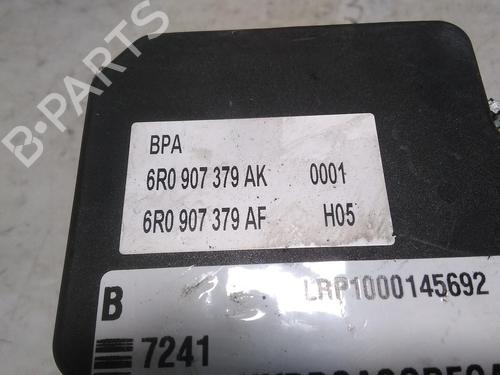 B-PARTS
BPA
6R0 907 379 AK 0001
6R0 907 379 AF H05
LRP1000145692
B
7241